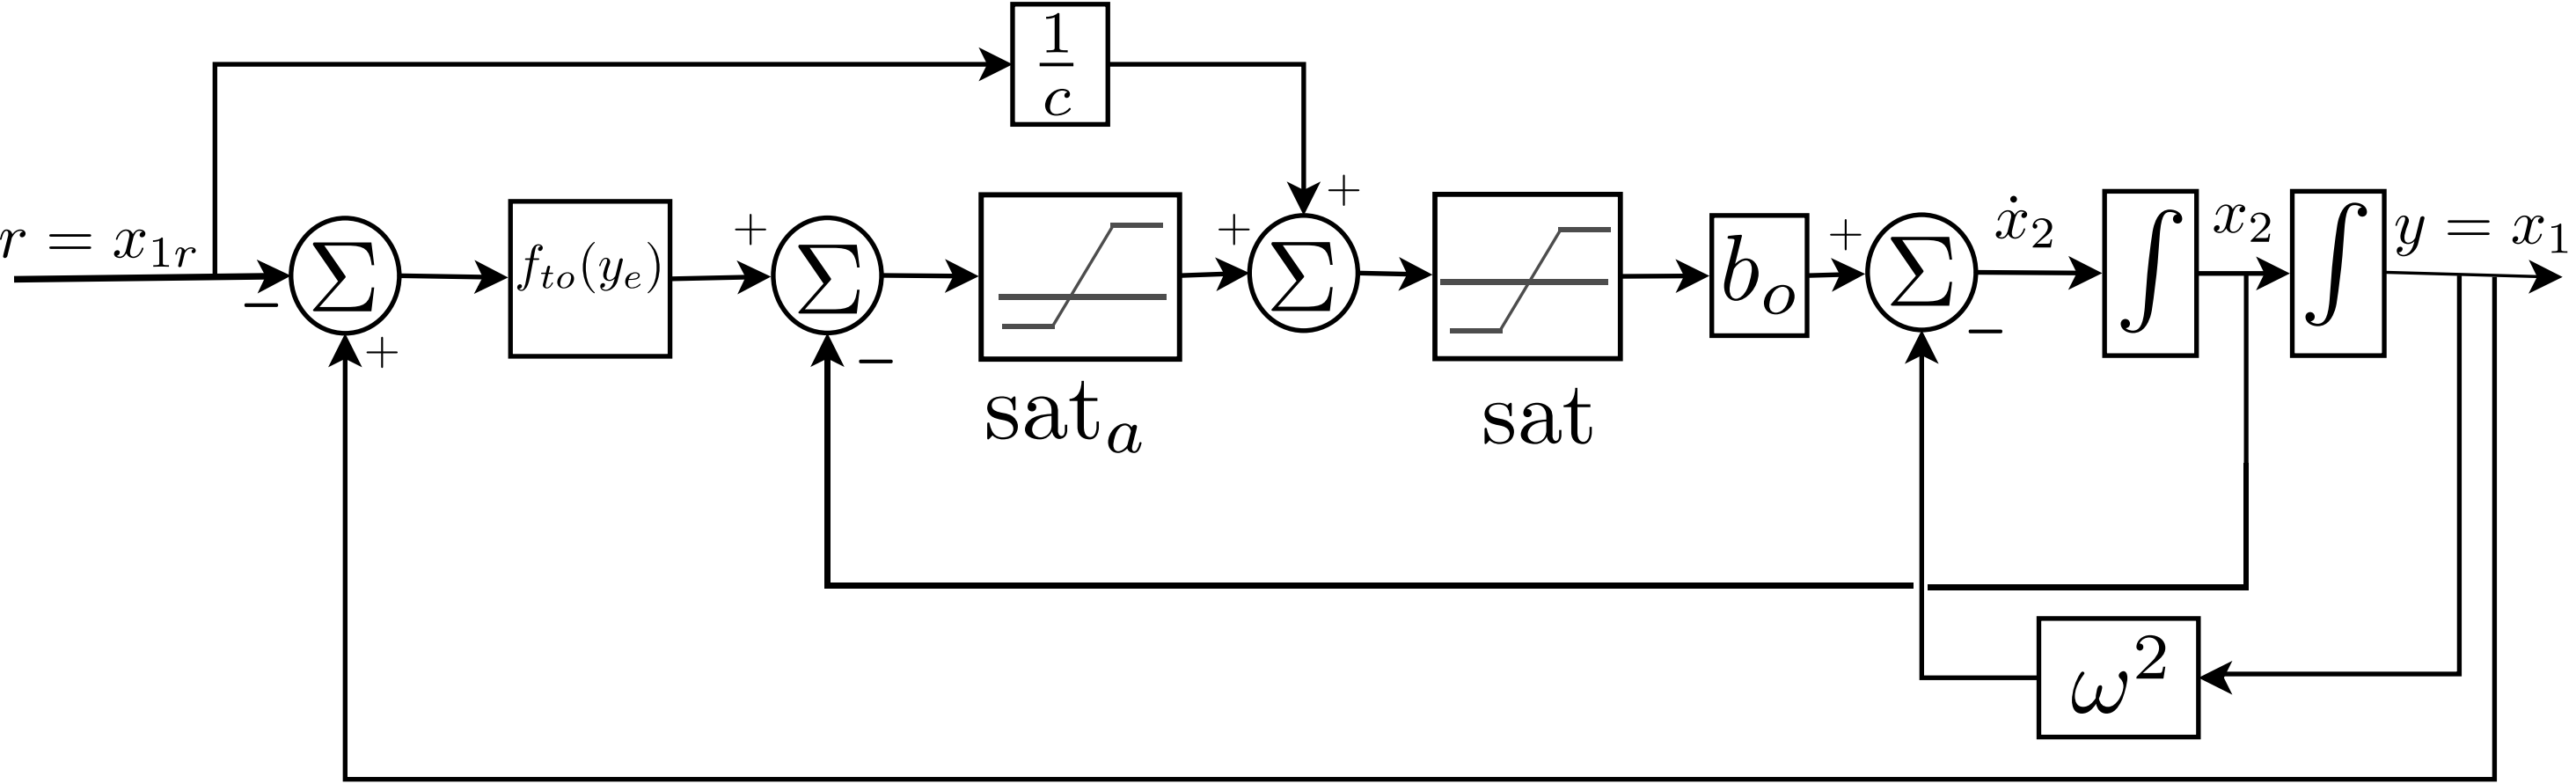 1/c
r = x_{1r}
−
+
Σ
f_{to}(y_e)
+
−
Σ
sat_a
+
+
Σ
sat
b_o
+
−
Σ
ẋ_2
∫
x_2
∫
y = x_1
ω^2